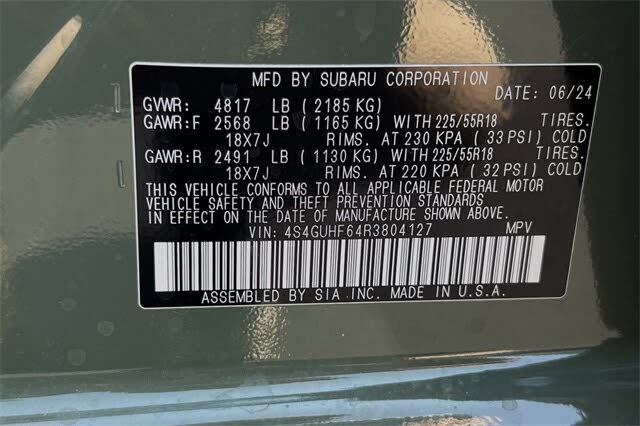 MFD BY SUBARU CORPORATION
DATE: 06/24
GVWR: 4817 LB (2185 KG)
GAWR:F 2568 LB (1165 KG) WITH 225/55R18 TIRES.
18X7J RIMS. AT 230 KPA (33 PSI) COLD
GAWR:R 2491 LB (1130 KG) WITH 225/55R18 TIRES.
18X7J RIMS. AT 220 KPA (32 PSI) COLD
THIS VEHICLE CONFORMS TO ALL APPLICABLE FEDERAL MOTOR
VEHICLE SAFETY AND THEFT PREVENTION STANDARDS
IN EFFECT ON THE DATE OF MANUFACTURE SHOWN ABOVE.
VIN: 4S4GUHF64R3804127 MPV
ASSEMBLED BY SIA INC. MADE IN U.S.A.